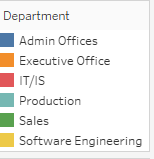 Department
Admin Offices
Executive Office
IT/IS
Production
Sales
Software Engineering